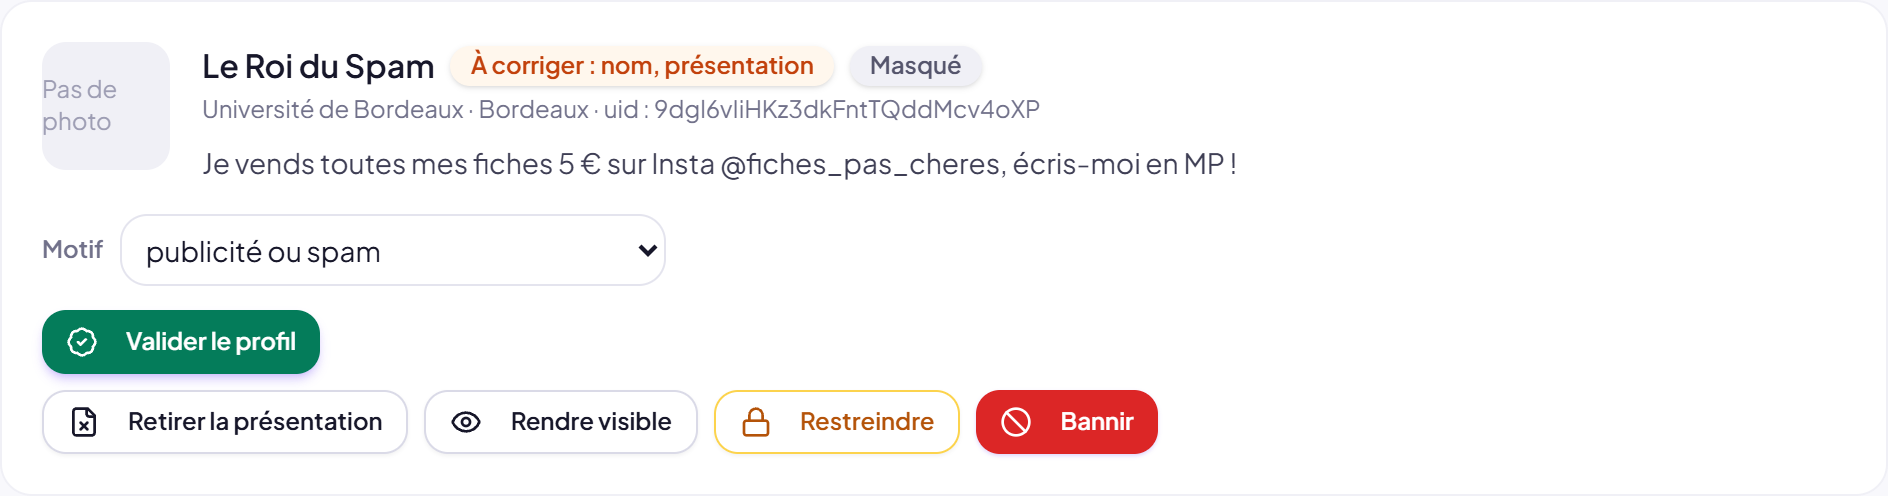 Pas de
photo
Le Roi du Spam À corriger : nom, présentation Masqué
Université de Bordeaux · Bordeaux · uid : 9dgl6vliHKz3dkFntTQddMcv4oXP
Je vends toutes mes fiches 5 € sur Insta @fiches_pas_cheres, écris-moi en MP !
Motif publicité ou spam
Valider le profil
Retirer la présentation Rendre visible Restreindre Bannir